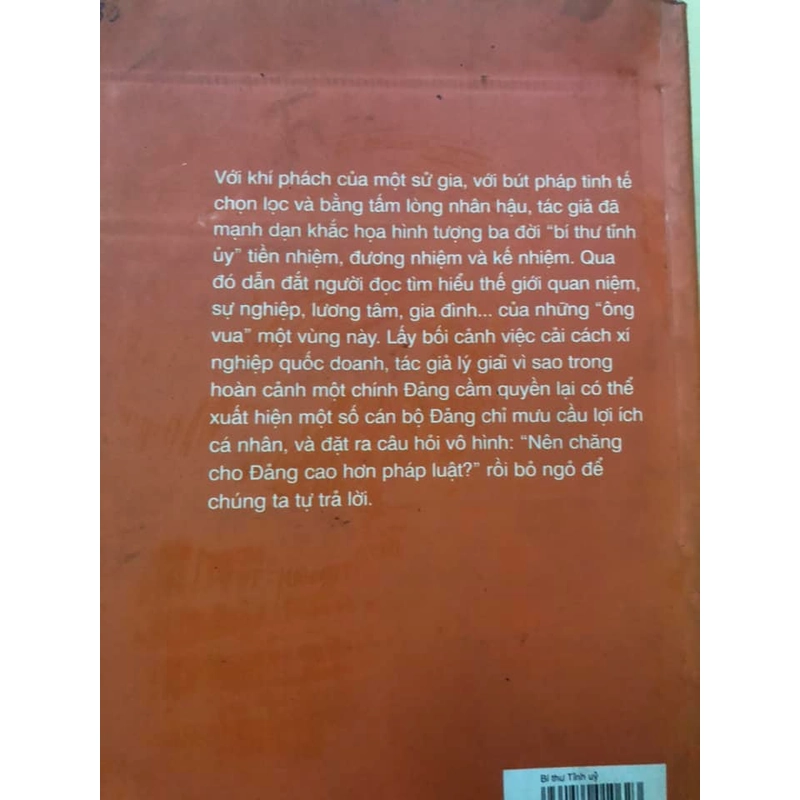 Với khí phách của một sử gia, với bút pháp tinh tế
chọn lọc và bằng tấm lòng nhân hậu, tác giả đã
mạnh dạn khắc họa hình tượng ba đời “bí thư tỉnh
ủy” tiền nhiệm, đương nhiệm và kế nhiệm. Qua
đó dẫn đắt người đọc tìm hiểu thế giới quan niệm,
sự nghiệp, lương tâm, gia đình... của những “ông
vua” một vùng này. Lấy bối cảnh việc cải cách xí
nghiệp quốc doanh, tác giả lý giải vì sao trong
hoàn cảnh một chính Đảng cầm quyền lại có thể
xuất hiện một số cán bộ Đảng chỉ mưu cầu lợi ích
cá nhân, và đặt ra câu hỏi vô hình: “Nên chăng
cho Đảng cao hơn pháp luật?” rồi bỏ ngỏ để
chúng ta tự trả lời.
Bí thư Tỉnh uỷ